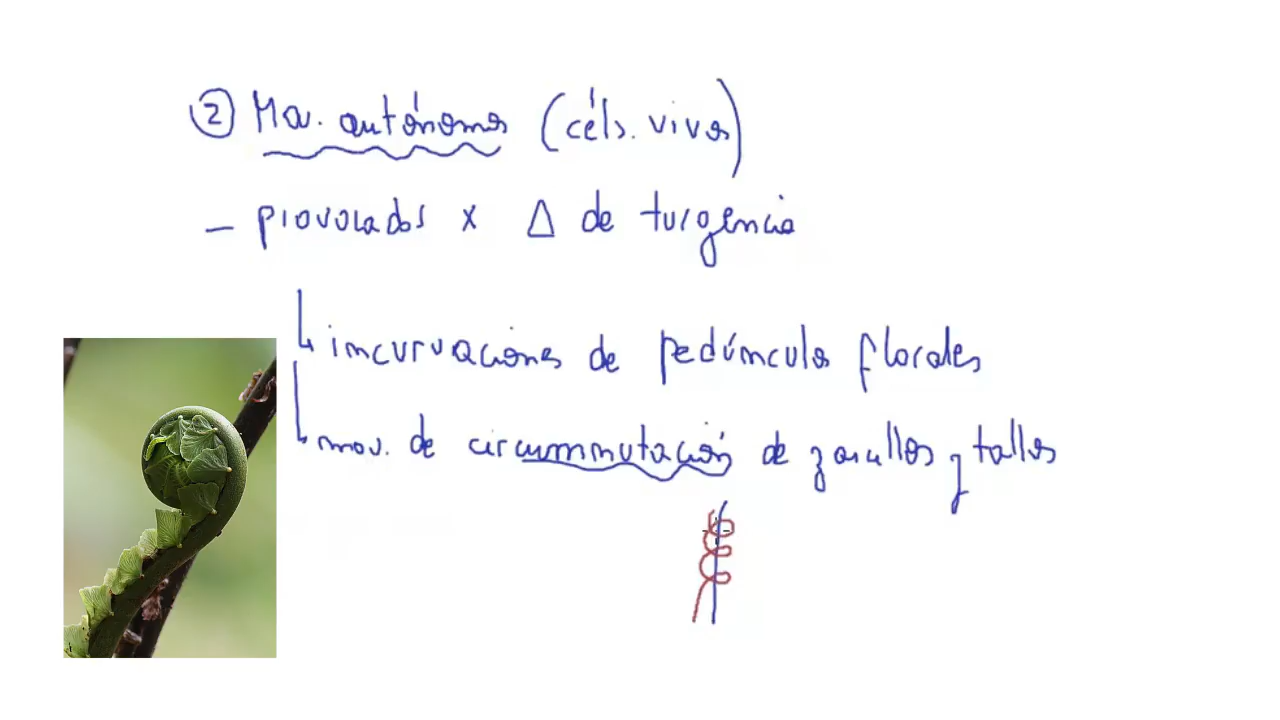 ② Mov. autónomos (céls. vivas)
- provocados x Δ de turgencia
incurvaciones de pedúnculos florales
mov. de circumnutación de zarcillos y tallos